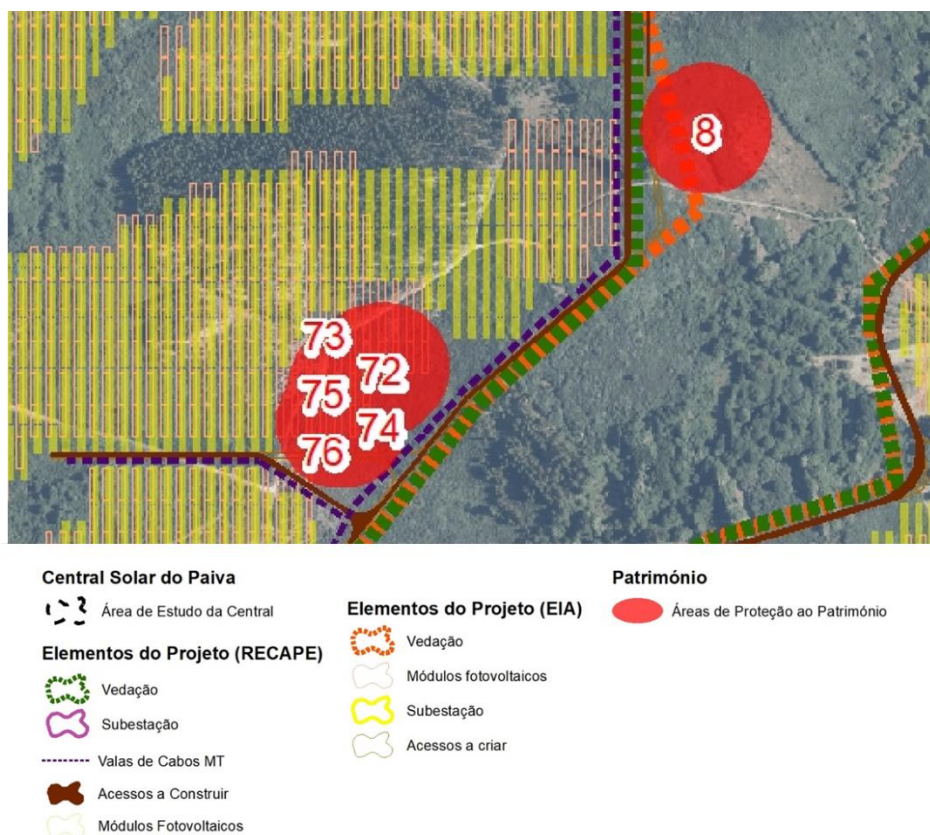 8
73
72
75
74
76
Central Solar do Paiva
Área de Estudo da Central
Elementos do Projeto (RECAPE)
Vedação
Subestação
Valas de Cabos MT
Acessos a Construir
Módulos Fotovoltaicos
Elementos do Projeto (EIA)
Vedação
Módulos fotovoltaicos
Subestação
Acessos a criar
Património
Áreas de Proteção ao Património